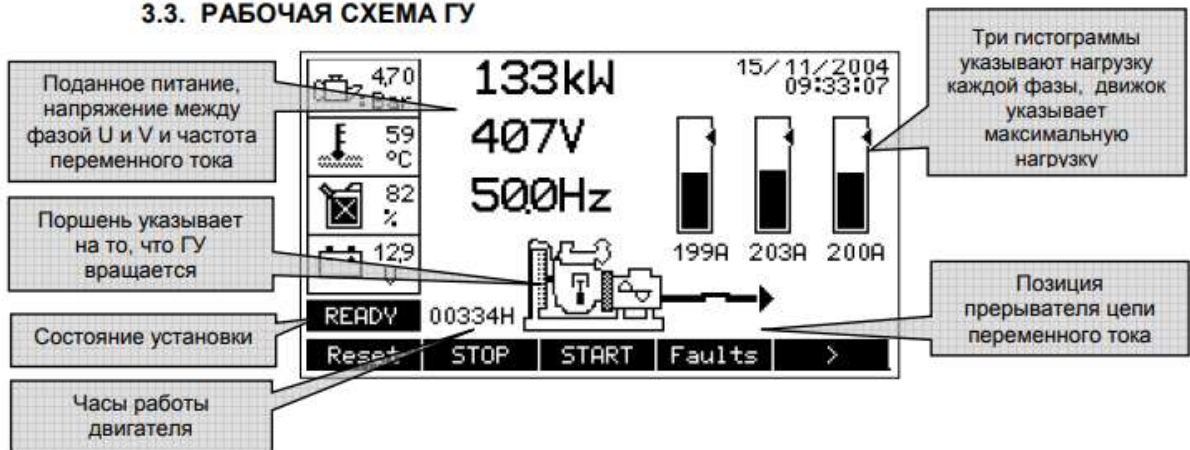 3.3. РАБОЧАЯ СХЕМА ГУ
Поданное питание,
напряжение между
фазой U и V и частота
переменного тока
Поршень указывает
на то, что ГУ
вращается
Состояние установки
Часы работы
двигателя
4,70
Bar
59
°C
82
%
12,9
V
133kW
407V
50,0Hz
15/11/2004
09:33:07
199A 203A 200A
READY 00334H
Reset STOP START Faults >
Три гистограммы
указывают нагрузку
каждой фазы, движок
указывает
максимальную
нагрузку
Позиция
прерывателя цепи
переменного тока